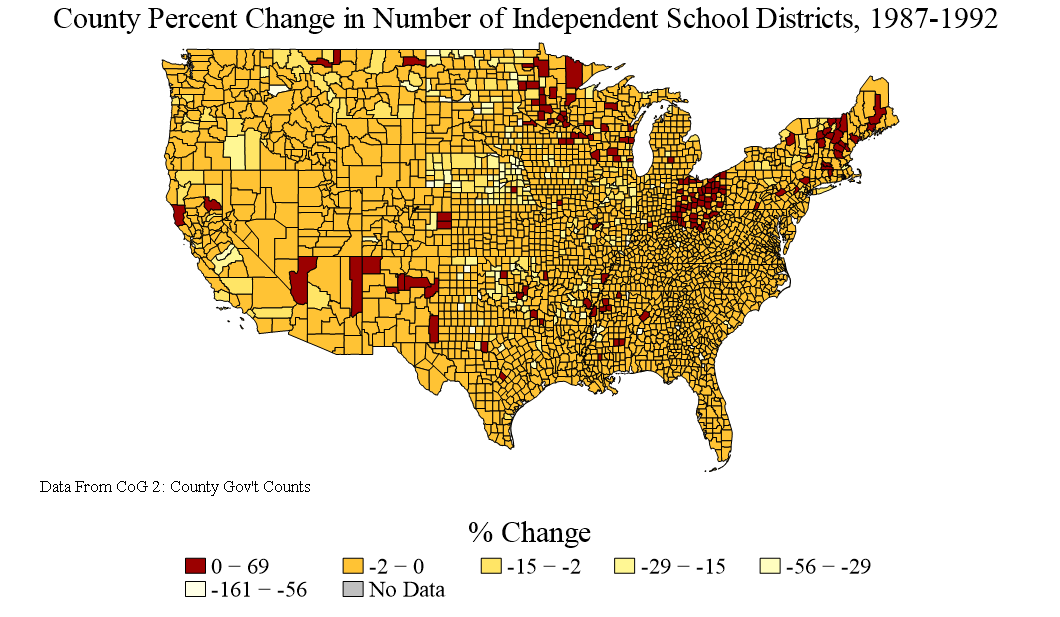 County Percent Change in Number of Independent School Districts, 1987-1992
Data From CoG 2: County Gov't Counts
% Change
0 − 69 -2 − 0 -15 − -2 -29 − -15 -56 − -29
-161 − -56 No Data